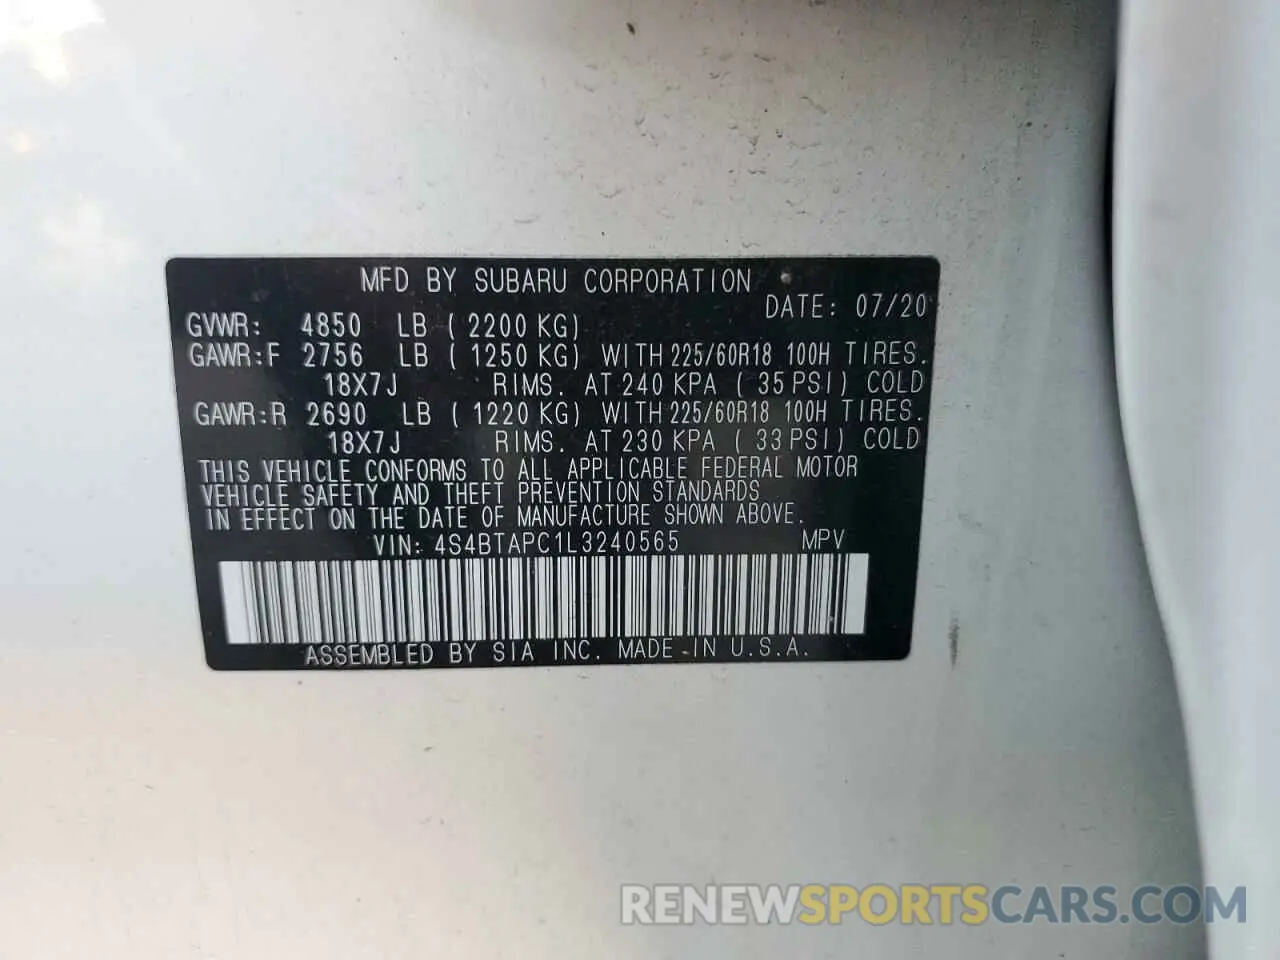 MFD BY SUBARU CORPORATION
DATE: 07/20
GVWR: 4850 LB ( 2200 KG)
GAWR:F 2756 LB ( 1250 KG) WITH 225/60R18 100H TIRES.
18X7J RIMS. AT 240 KPA ( 35 PSI) COLD
GAWR:R 2690 LB ( 1220 KG) WITH 225/60R18 100H TIRES.
18X7J RIMS. AT 230 KPA ( 33 PSI) COLD
THIS VEHICLE CONFORMS TO ALL APPLICABLE FEDERAL MOTOR
VEHICLE SAFETY AND THEFT PREVENTION STANDARDS
IN EFFECT ON THE DATE OF MANUFACTURE SHOWN ABOVE.
VIN: 4S4BTAPC1L3240565 MPV
ASSEMBLED BY SIA INC. MADE IN U.S.A.
RENEWSPORTSCARS.COM